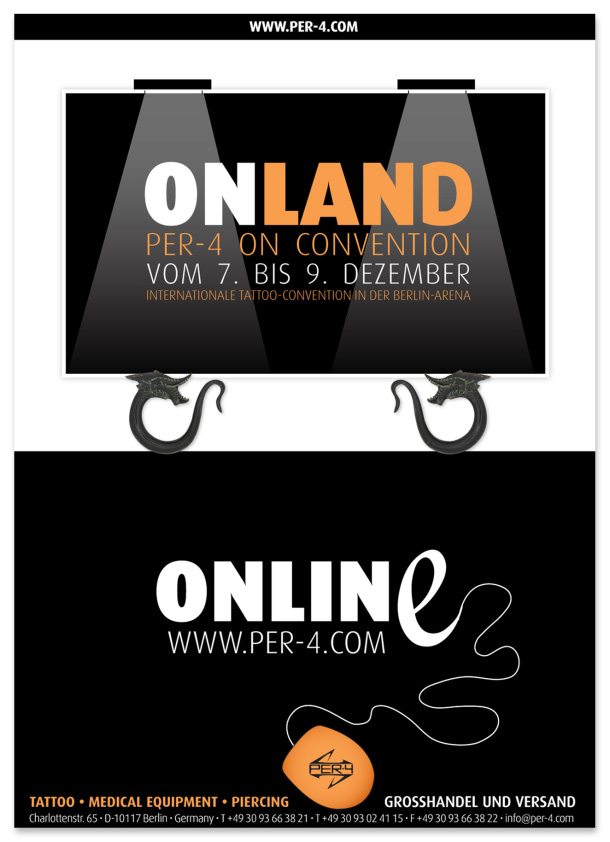 WWW.PER-4.COM
ONLAND
PER-4 ON CONVENTION
VOM 7. BIS 9. DEZEMBER
INTERNATIONALE TATTOO-CONVENTION IN DER BERLIN-ARENA
ONLINe
WWW.PER-4.COM
PER-4
TATTOO • MEDICAL EQUIPMENT • PIERCING GROSSHANDEL UND VERSAND
Charlottenstr. 65 • D-10117 Berlin • Germany • T +49 30 93 66 38 21 • T +49 30 93 02 41 15 • F +49 30 93 66 38 22 • info@per-4.com